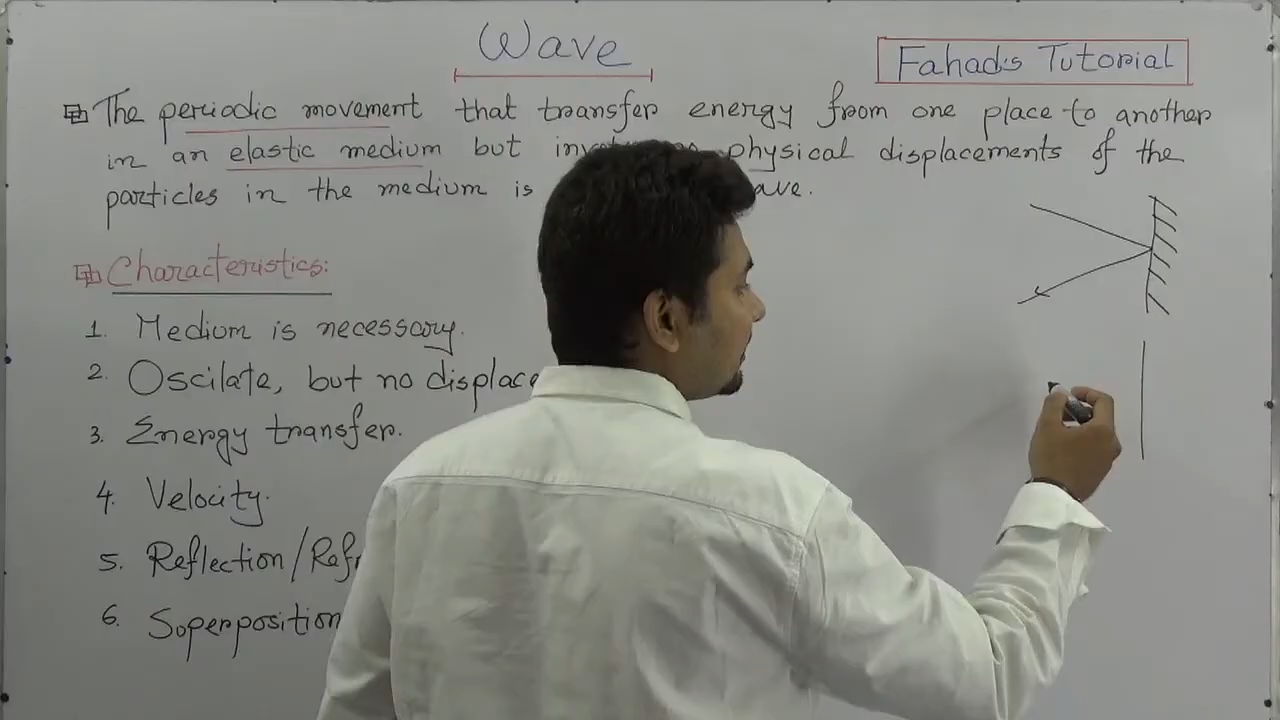 Wave
Fahad's Tutorial
The periodic movement that transfer energy from one place to another
in an elastic medium but physical displacements of the
particles in the medium is
Characteristics:
1. Medium is necessary.
2. Oscilate, but no
3. Energy transfer.
4. Velocity.
5. Reflection/
6. Superposition